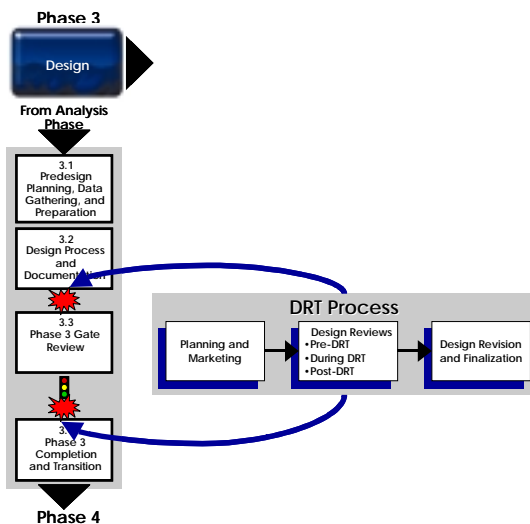 Phase 3
Design
From Analysis
Phase
3.1
Predesign
Planning, Data
Gathering, and
Preparation
3.2
Design Process
and
Documentation
3.3
Phase 3 Gate
Review
Phase 3
Completion
and Transition
Phase 4
DRT Process
Planning and
Marketing
Design Reviews
•Pre-DRT
•During DRT
•Post-DRT
Design Revision
and Finalization